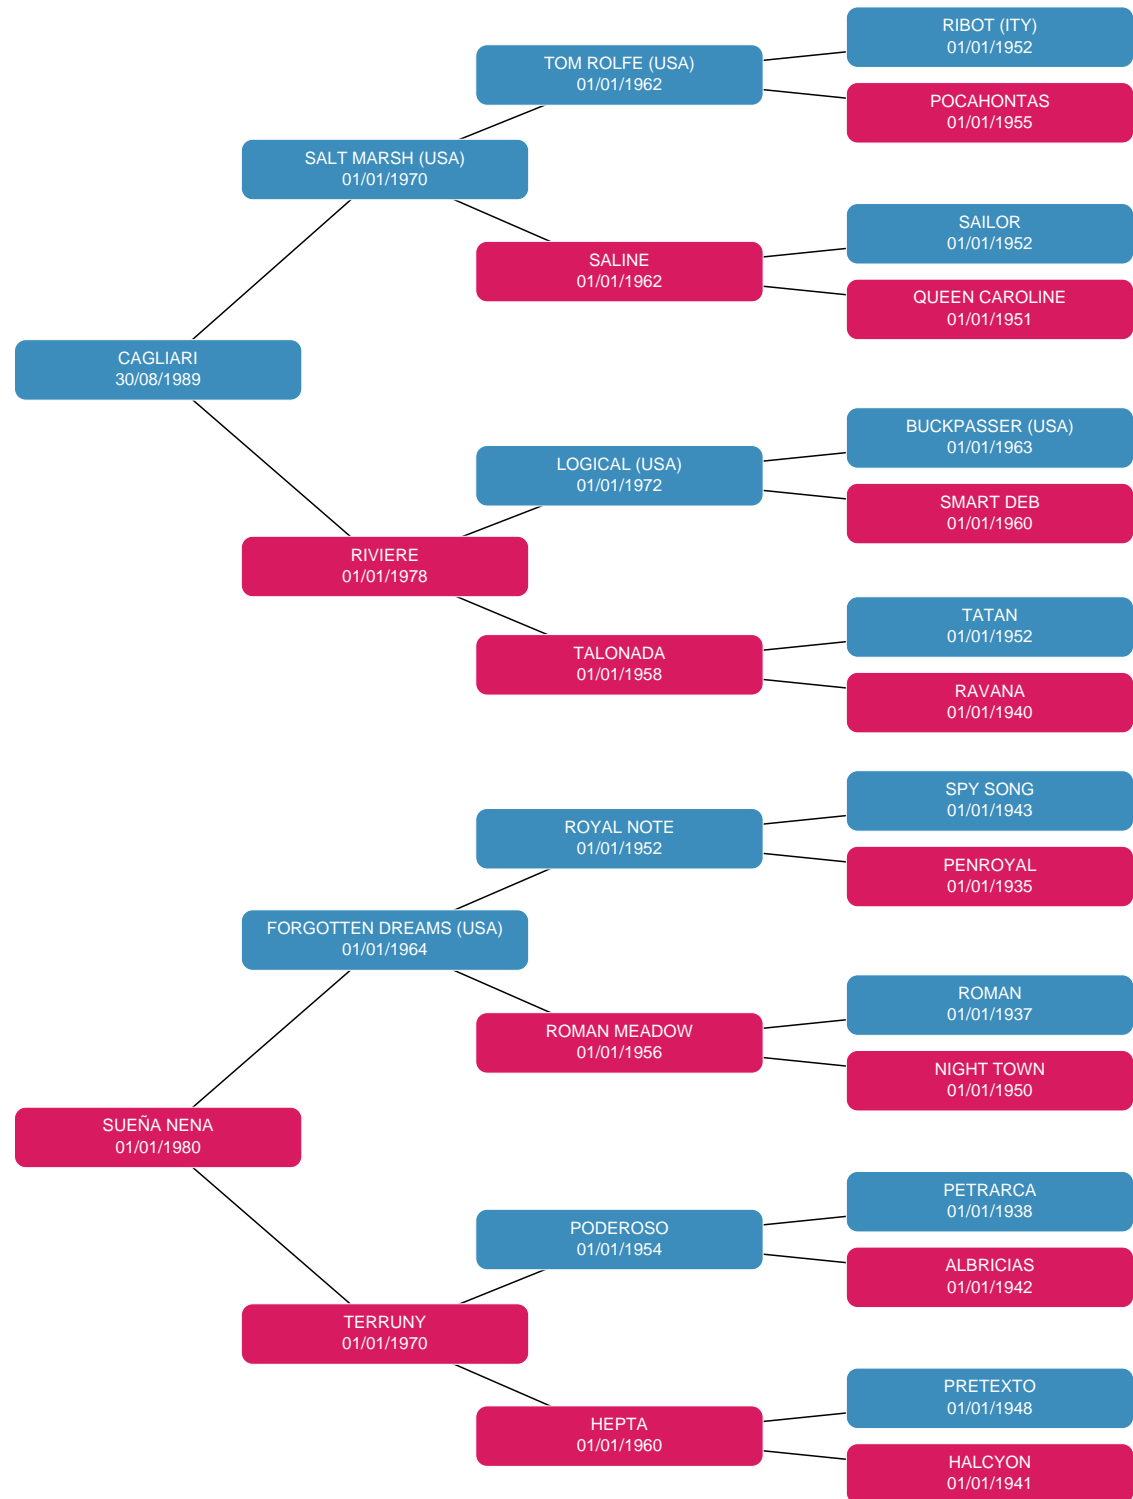 RIBOT (ITY)
01/01/1952
TOM ROLFE (USA)
01/01/1962
POCAHONTAS
01/01/1955
SALT MARSH (USA)
01/01/1970
SAILOR
01/01/1952
SALINE
01/01/1962
QUEEN CAROLINE
01/01/1951
CAGLIARI
30/08/1989
BUCKPASSER (USA)
01/01/1963
LOGICAL (USA)
01/01/1972
SMART DEB
01/01/1960
RIVIERE
01/01/1978
TATAN
01/01/1952
TALONADA
01/01/1958
RAVANA
01/01/1940
SPY SONG
01/01/1943
ROYAL NOTE
01/01/1952
PENROYAL
01/01/1935
FORGOTTEN DREAMS (USA)
01/01/1964
ROMAN
01/01/1937
ROMAN MEADOW
01/01/1956
NIGHT TOWN
01/01/1950
SUEÑA NENA
01/01/1980
PETRARCA
01/01/1938
PODEROSO
01/01/1954
ALBRICIAS
01/01/1942
TERRUNY
01/01/1970
PRETEXTO
01/01/1948
HEPTA
01/01/1960
HALCYON
01/01/1941